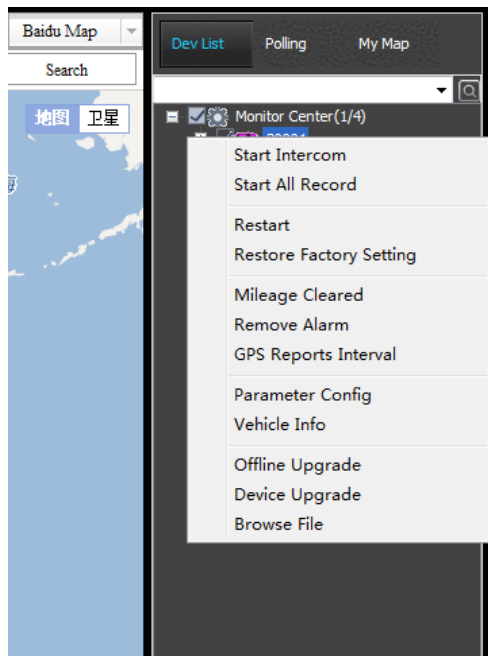 Baidu Map
Search
地图 卫星
Dev List Polling My Map
Monitor Center(1/4)
Start Intercom
Start All Record
Restart
Restore Factory Setting
Mileage Cleared
Remove Alarm
GPS Reports Interval
Parameter Config
Vehicle Info
Offline Upgrade
Device Upgrade
Browse File